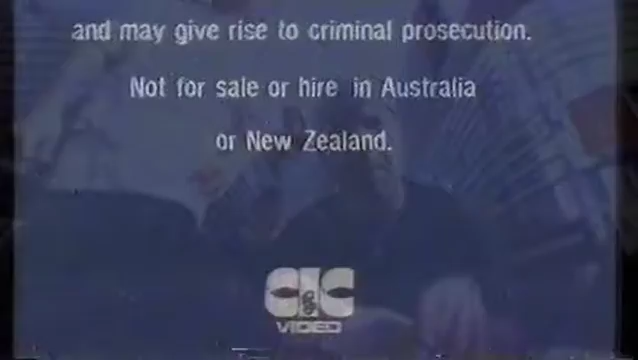 and may give rise to criminal prosecution.
Not for sale or hire in Australia
or New Zealand.
CIC
VIDEO